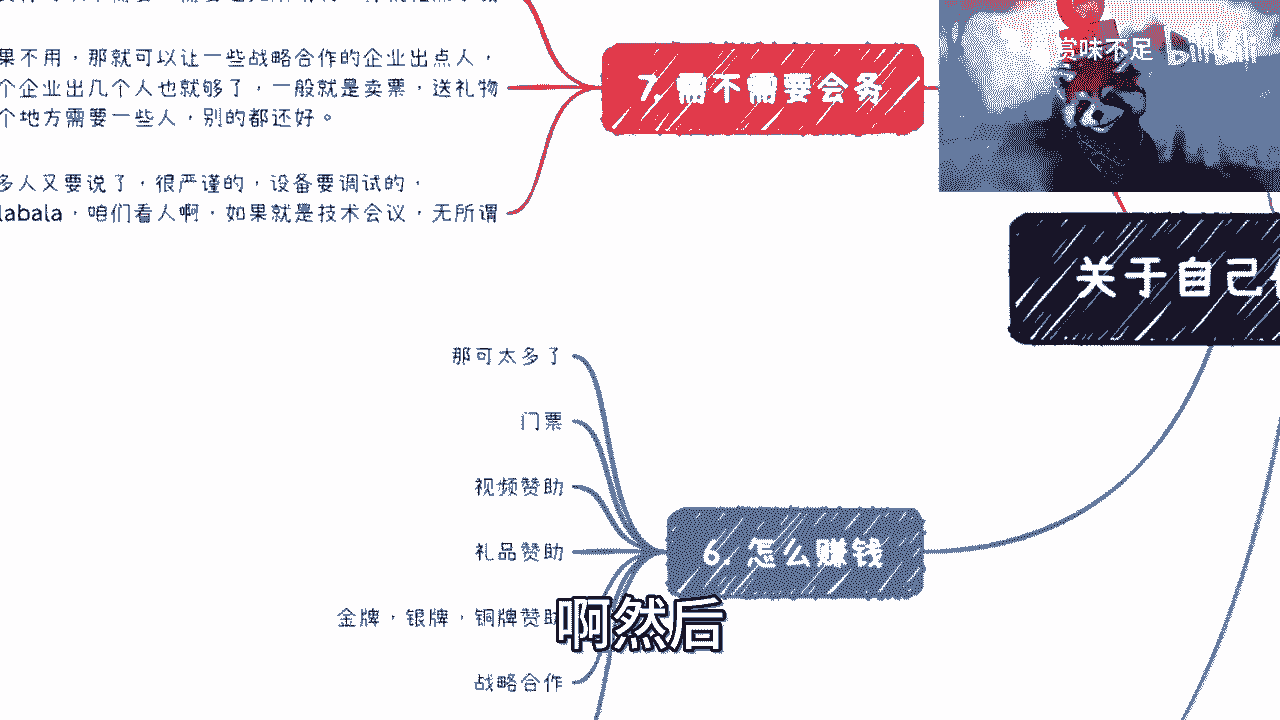 果不用，那就可以让一些战略合作的企业出点人，
个企业出几个人也就够了，一般就是卖票，送礼物
个地方需要一些人，别的都还好。
多人又要说了，很严谨的，设备要调试的，
labala，咱们看人啊，如果就是技术会议，无所谓
7. 需不需要会务
赏味不足
bilibili
关于自己
那可太多了
门票
视频赞助
礼品赞助
金牌，银牌，铜牌赞助
战略合作
6. 怎么赚钱
啊然后